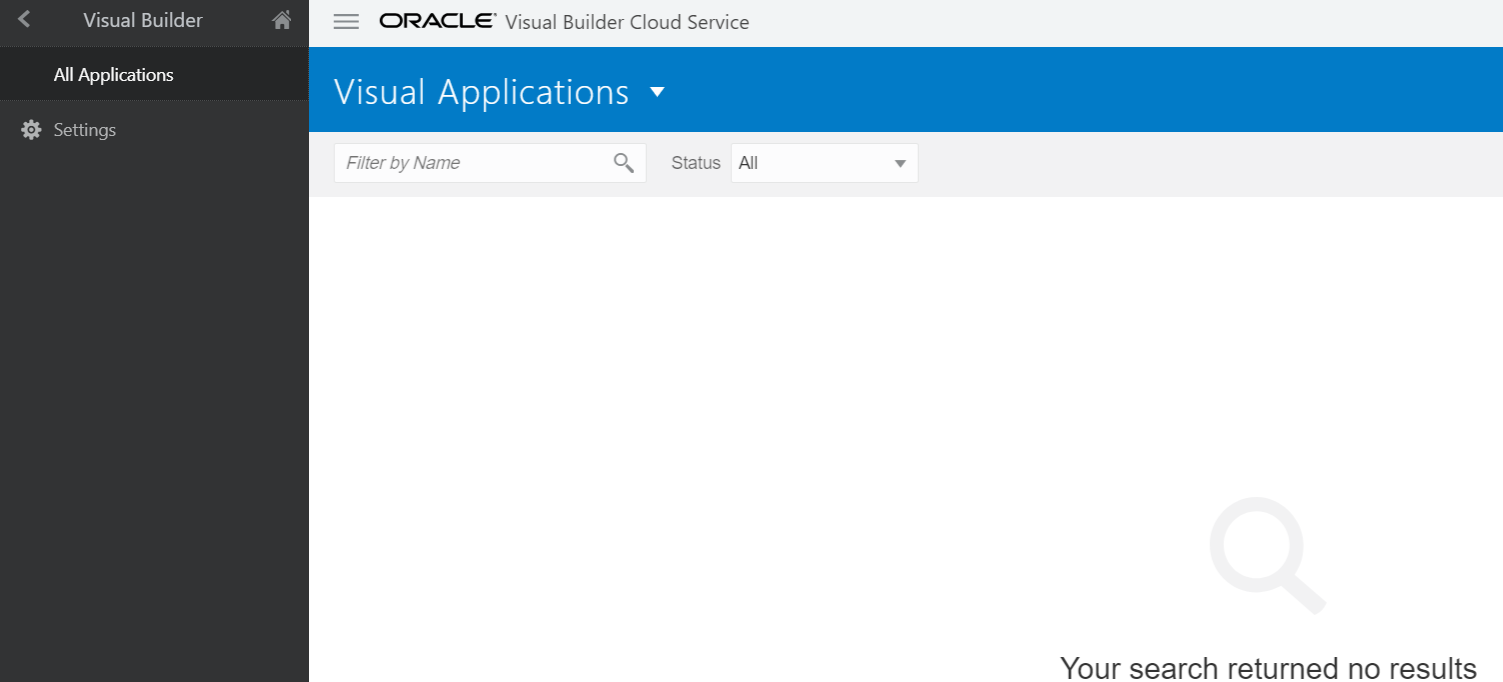 Visual Builder
All Applications
Settings
ORACLE Visual Builder Cloud Service
Visual Applications
Filter by Name
Status All
Your search returned no results